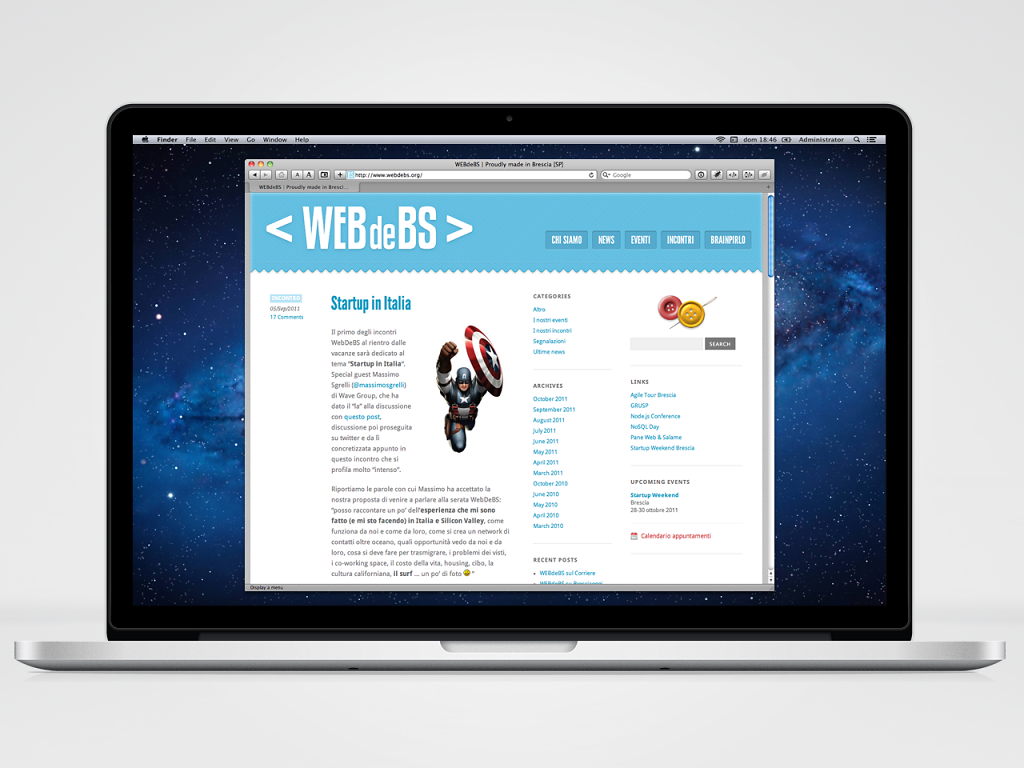 Finder File Edit View Go Window Help
dom 18:46 Administrator
WEBdeBS | Proudly made in Brescia [SP]
http://www.webdebs.org/
Google
WEBdeBS | Proudly made in Bresci...
< WEBdeBS >
CHI SIAMO NEWS EVENTI INCONTRI BRAINPIRLO
INCONTRO
05/Sep/2011
17 Comments
Startup in Italia
Il primo degli incontri
WebDeBS al rientro dalle
vacanze sarà dedicato al
tema "Startup in Italia".
Special guest Massimo
Sgrelli (@massimosgrelli)
di Wave Group, che ha
dato il "la" alla discussione
con questo post,
discussione poi proseguita
su twitter e da lì
concretizzata appunto in
questo incontro che si
profila molto "intenso".
Riportiamo le parole con cui Massimo ha accettato la
nostra proposta di venire a parlare alla serata WebDeBS:
"posso raccontare un po' dell'esperienza che mi sono
fatto (e mi sto facendo) in Italia e Silicon Valley, come
funziona da noi e come da loro, come si crea un network di
contatti oltre oceano, quali opportunità vedo da noi e da
loro, cosa si deve fare per trasmigrare, i problemi dei visti,
i co-working space, il costo della vita, housing, cibo, la
cultura californiana, il surf ... un po' di foto "
CATEGORIES
Altro
I nostri eventi
I nostri incontri
Segnalazioni
Ultime news
ARCHIVES
October 2011
September 2011
August 2011
July 2011
June 2011
May 2011
April 2011
March 2011
October 2010
June 2010
May 2010
April 2010
March 2010
RECENT POSTS
WEBdeBS sul Corriere
SEARCH
LINKS
Agile Tour Brescia
GRUSP
Node.js Conference
NoSQL Day
Pane Web & Salame
Startup Weekend Brescia
UPCOMING EVENTS
Startup Weekend
Brescia
28-30 ottobre 2011
Calendario appuntamenti
Display a menu